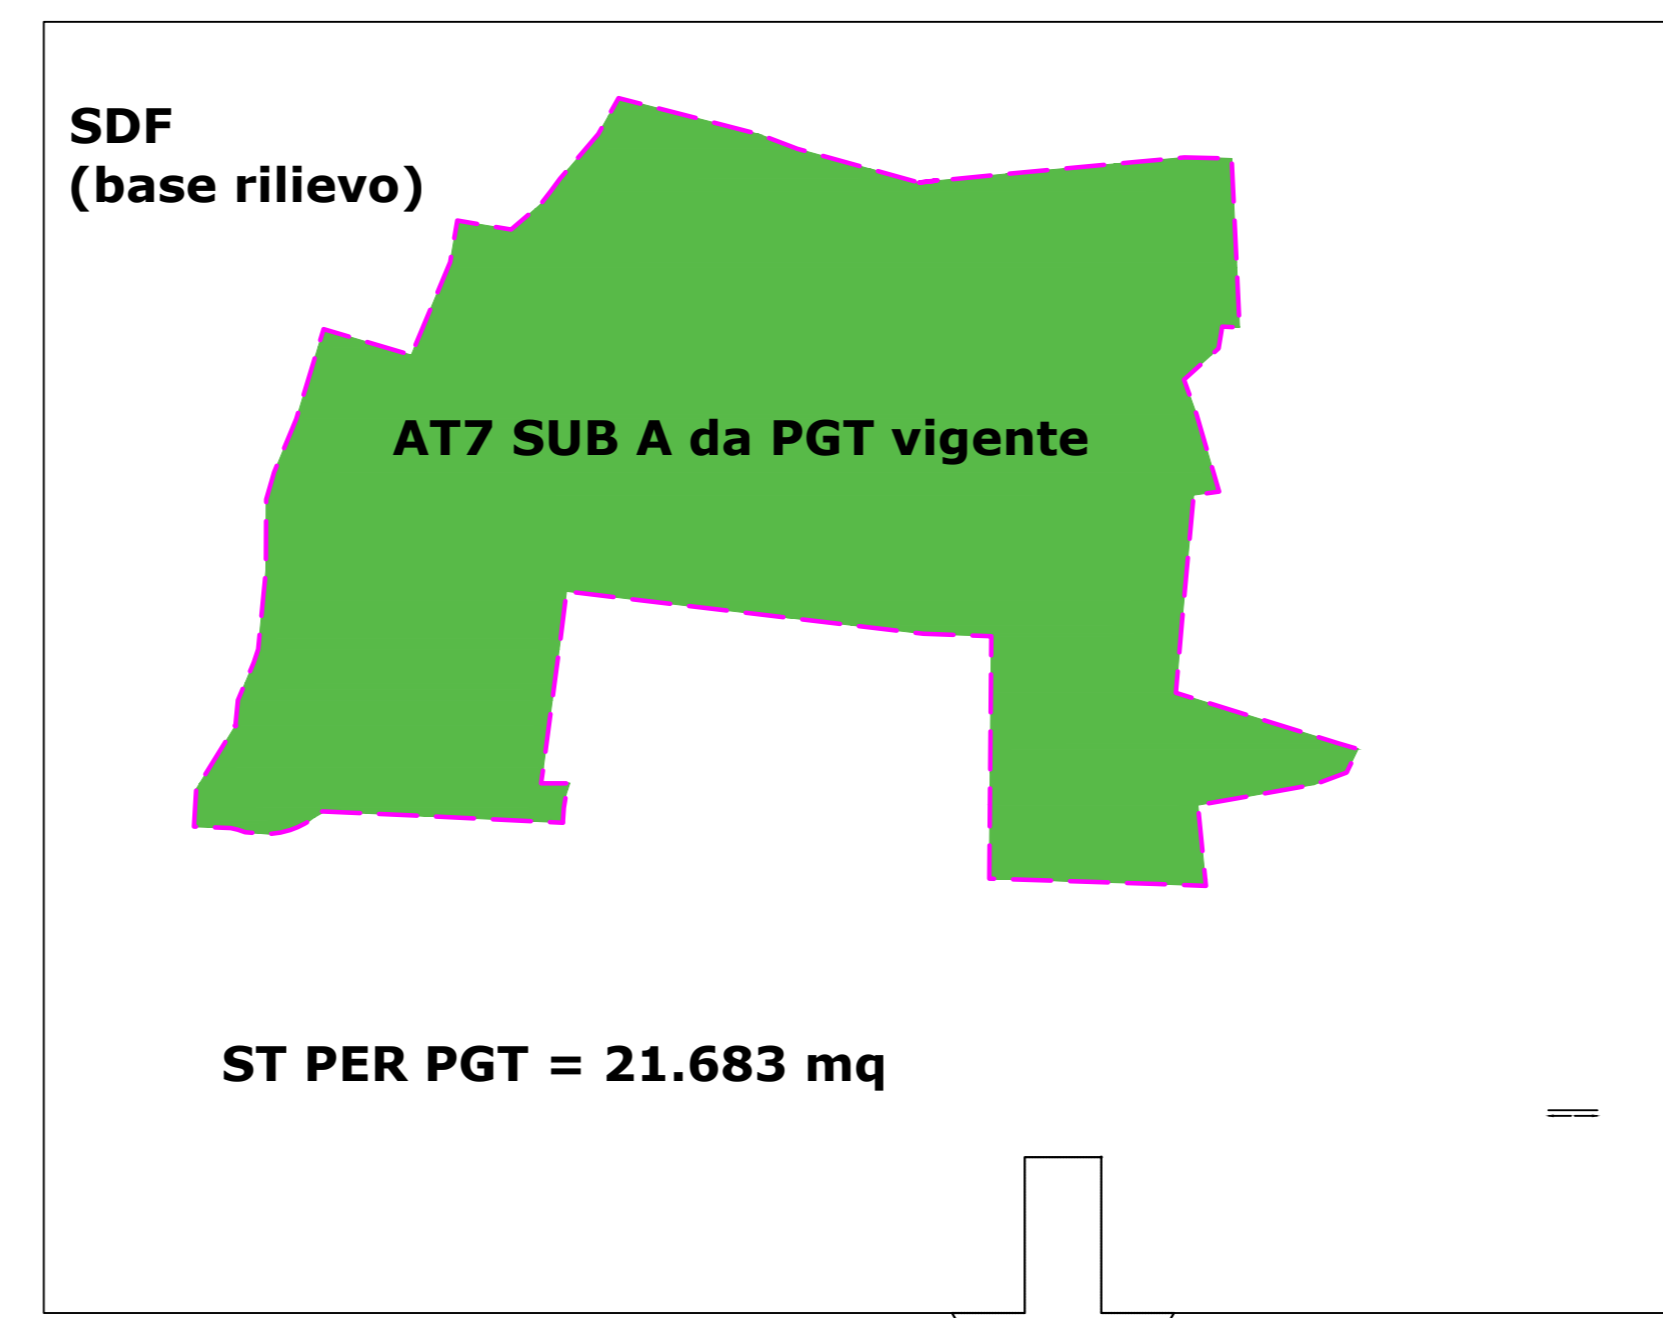 SDF
(base rilievo)
AT7 SUB A da PGT vigente
ST PER PGT = 21.683 mq